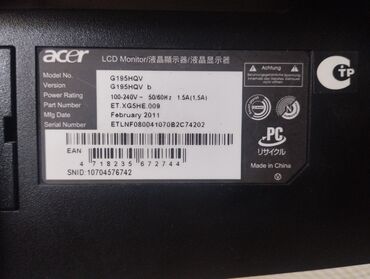 acer LCD Monitor/液晶顯示器/液晶显示器
Model No. G195HQV
Version G195HQV b
Power Rating 100-240V~ 50/60Hz 1.5A(1,5A)
Part Number ET.XG5HE.009
Mfg Date February 2011
Serial Number ETLNF080041070B2C74202
EAN
4 718235 672744
SNID:10704576742
Achtung
PC
リサイクル
Made in China